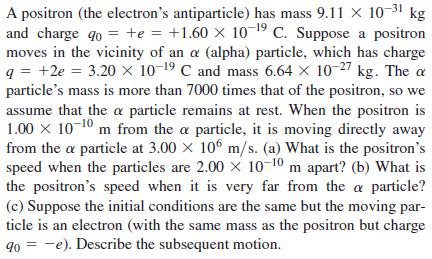 A positron (the electron's antiparticle) has mass 9.11 × 10⁻³¹ kg
and charge q₀ = +e = +1.60 × 10⁻¹⁹ C. Suppose a positron
moves in the vicinity of an α (alpha) particle, which has charge
q = +2e = 3.20 × 10⁻¹⁹ C and mass 6.64 × 10⁻²⁷ kg. The α
particle's mass is more than 7000 times that of the positron, so we
assume that the α particle remains at rest. When the positron is
1.00 × 10⁻¹⁰ m from the α particle, it is moving directly away
from the α particle at 3.00 × 10⁶ m/s. (a) What is the positron's
speed when the particles are 2.00 × 10⁻¹⁰ m apart? (b) What is
the positron's speed when it is very far from the α particle?
(c) Suppose the initial conditions are the same but the moving par-
ticle is an electron (with the same mass as the positron but charge
q₀ = −e). Describe the subsequent motion.